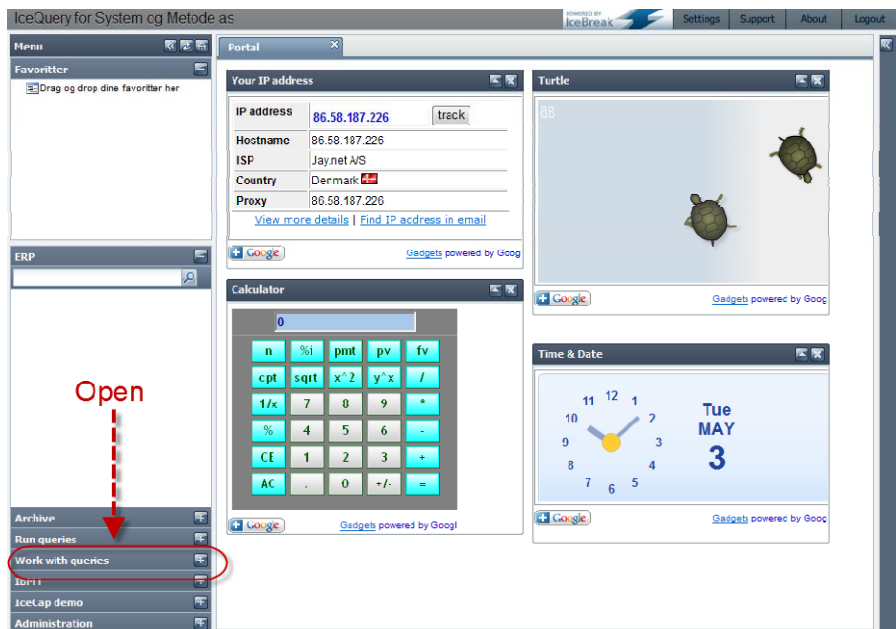 IceQuery for System og Metode as
POWERED BY
IceBreak
Settings Support About Logout
Menu
Favoritter
Drag og drop dine favoritter her
ERP
Open
Archive
Run queries
Work with queries
IceCap demo
Administration
Portal
Your IP address
IP address 86.58.187.226 track
Hostname 86.58.187.226
ISP Jay.net A/S
Country Denmark
Proxy 86.58.187.226
View more details | Find IP address in email
Google Gadgets powered by Goog
Calculator
0
n %i pmt pv fv
cpt sqrt x^2 y^x /
1/x 7 8 9 *
% 4 5 6 -
CE 1 2 3 +
AC . 0 +/- =
Google Gadgets powered by Googl
Turtle
Google Gadgets powered by Goog
Time & Date
11 12 1
10 2
9 3
8 4
7 6 5
Tue
MAY
3
Google Gadgets powered by Goog